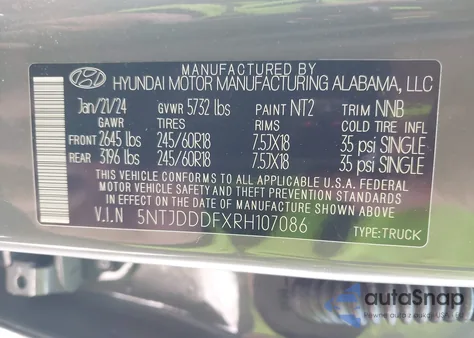 MANUFACTURED BY
HYUNDAI MOTOR MANUFACTURING ALABAMA, LLC
Jan/21/24 GVWR 5732 lbs PAINT NT2 TRIM NNB
GAWR TIRES RIMS COLD TIRE INFL
FRONT 2645 lbs 245/60R18 7.5JX18 35 psi SINGLE
REAR 3196 lbs 245/60R18 7.5JX18 35 psi SINGLE
THIS VEHICLE CONFORMS TO ALL APPLICABLE U.S.A. FEDERAL
MOTOR VEHICLE SAFETY AND THEFT PREVENTION STANDARDS
IN EFFECT ON THE DATE OF MANUFACTURE SHOWN ABOVE.
V.I.N 5NTJDDDFXRH107086 TYPE:TRUCK
autoSnap